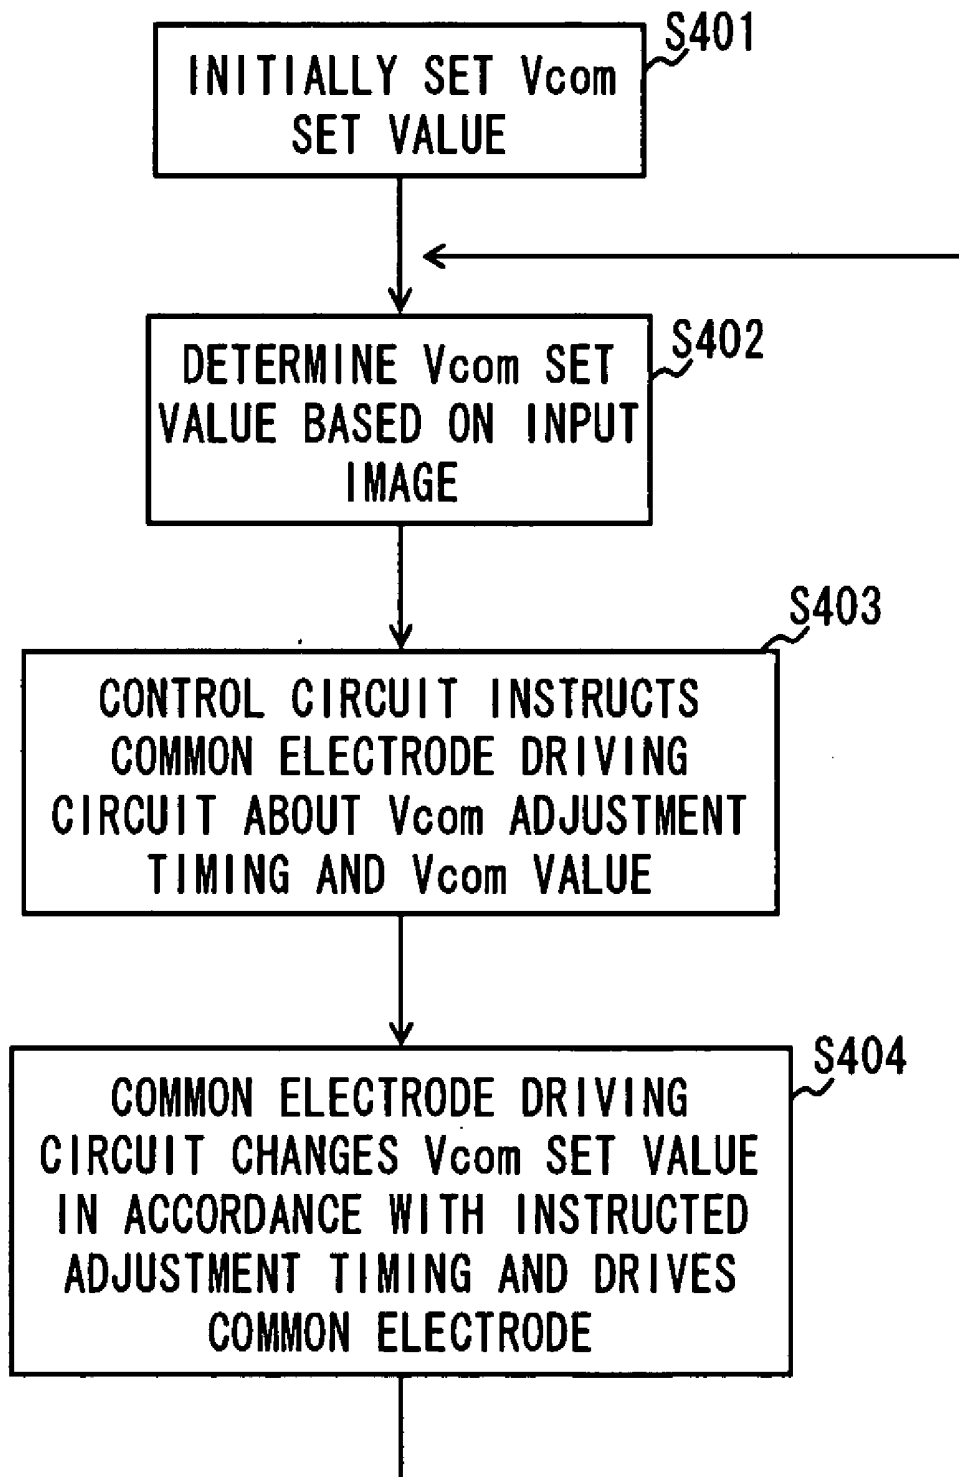 S401
INITIALLY SET Vcom
SET VALUE
S402
DETERMINE Vcom SET
VALUE BASED ON INPUT
IMAGE
S403
CONTROL CIRCUIT INSTRUCTS
COMMON ELECTRODE DRIVING
CIRCUIT ABOUT Vcom ADJUSTMENT
TIMING AND Vcom VALUE
S404
COMMON ELECTRODE DRIVING
CIRCUIT CHANGES Vcom SET VALUE
IN ACCORDANCE WITH INSTRUCTED
ADJUSTMENT TIMING AND DRIVES
COMMON ELECTRODE